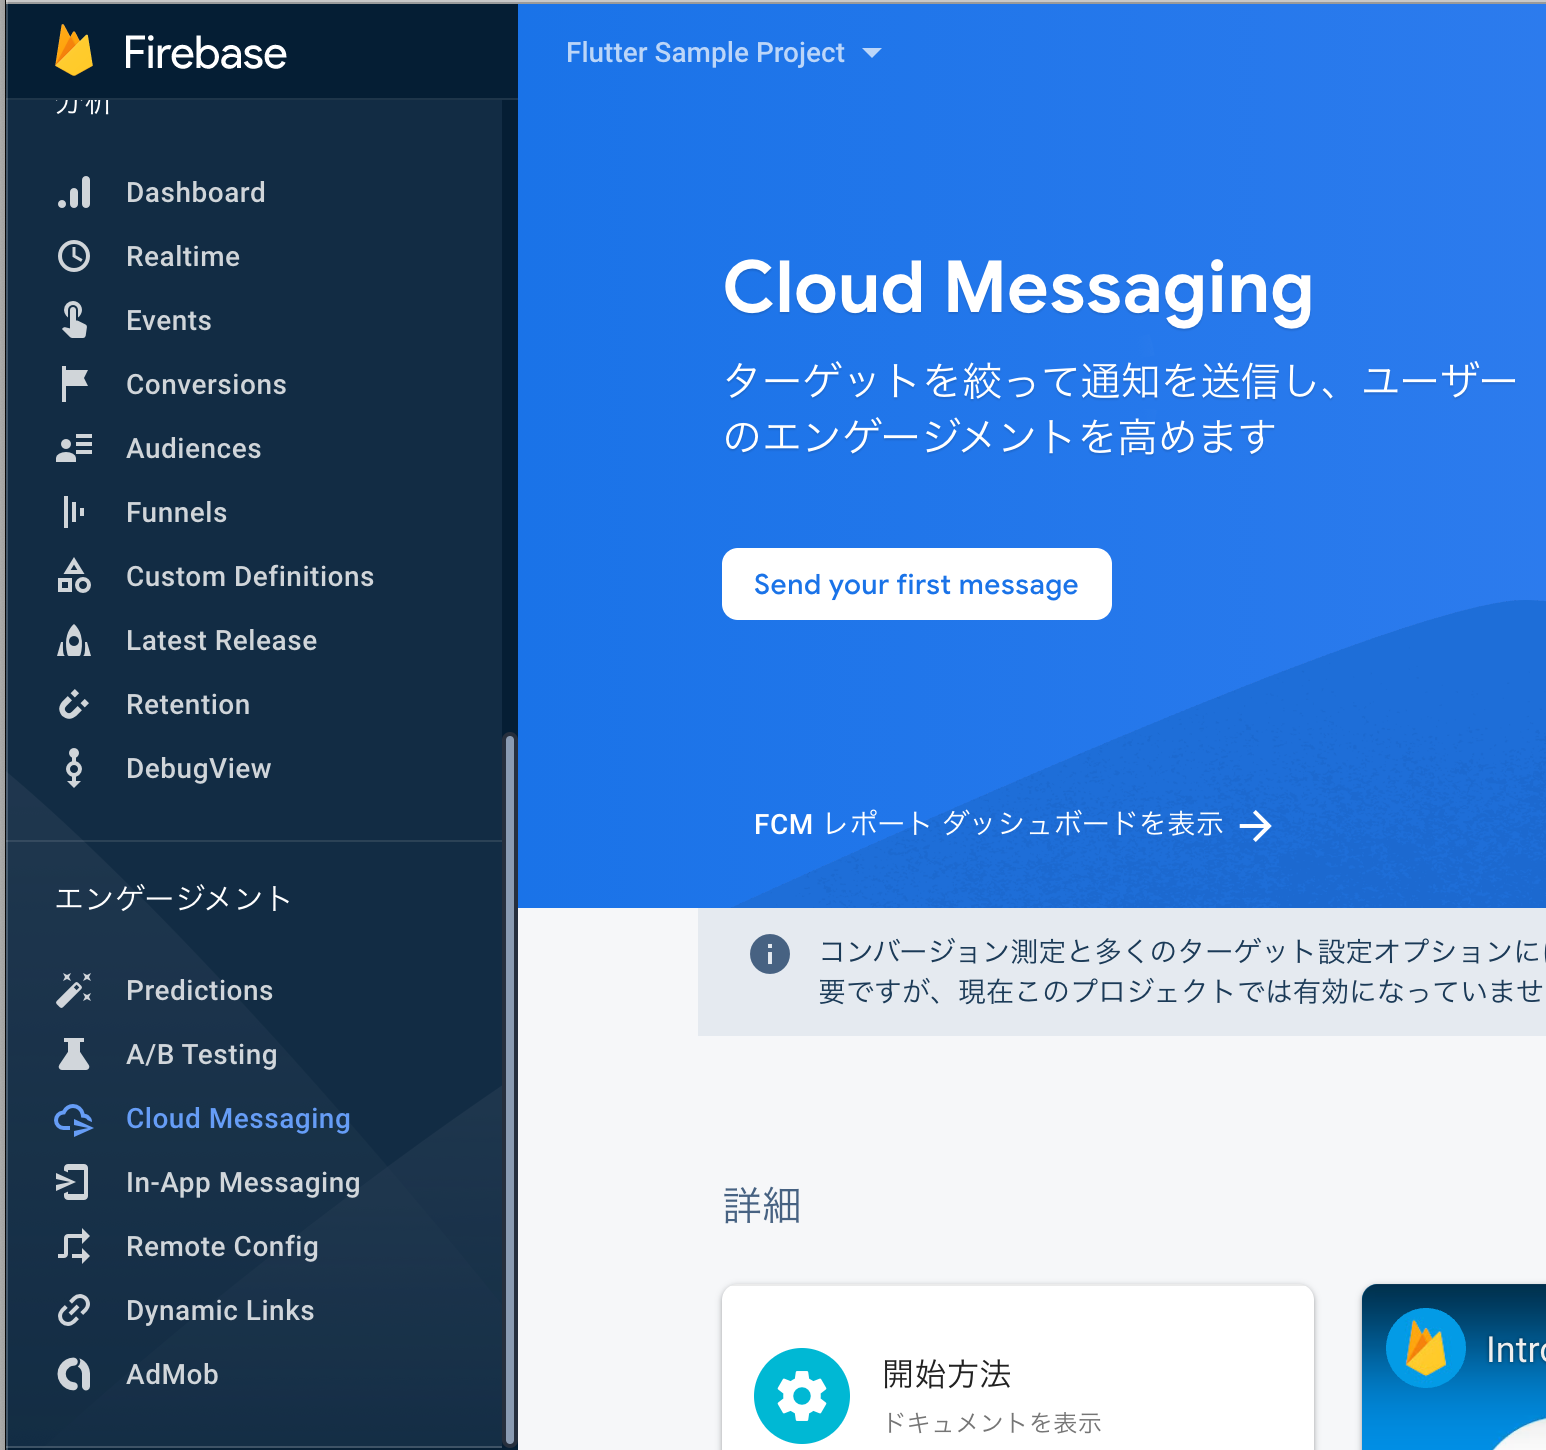 Firebase
分析
Dashboard
Realtime
Events
Conversions
Audiences
Funnels
Custom Definitions
Latest Release
Retention
DebugView
エンゲージメント
Predictions
A/B Testing
Cloud Messaging
In-App Messaging
Remote Config
Dynamic Links
AdMob
Flutter Sample Project
Cloud Messaging
ターゲットを絞って通知を送信し、ユーザー
のエンゲージメントを高めます
Send your first message
FCM レポート ダッシュボードを表示
コンバージョン測定と多くのターゲット設定オプションに
要ですが、現在このプロジェクトでは有効になっていませ
詳細
開始方法
ドキュメントを表示